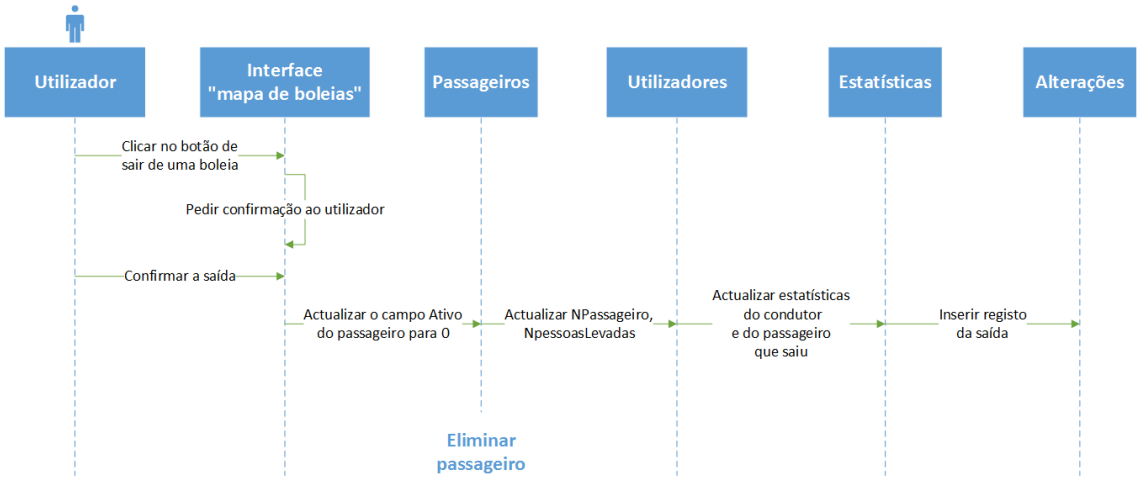 Utilizador
Interface
"mapa de boleias"
Passageiros
Utilizadores
Estatísticas
Alterações
Clicar no botão de
sair de uma boleia
Pedir confirmação ao utilizador
Confirmar a saída
Actualizar o campo Ativo
do passageiro para 0
Actualizar NPassageiro,
NpessoasLevadas
Actualizar estatísticas
do condutor
e do passageiro
que saiu
Inserir registo
da saída
Eliminar
passageiro